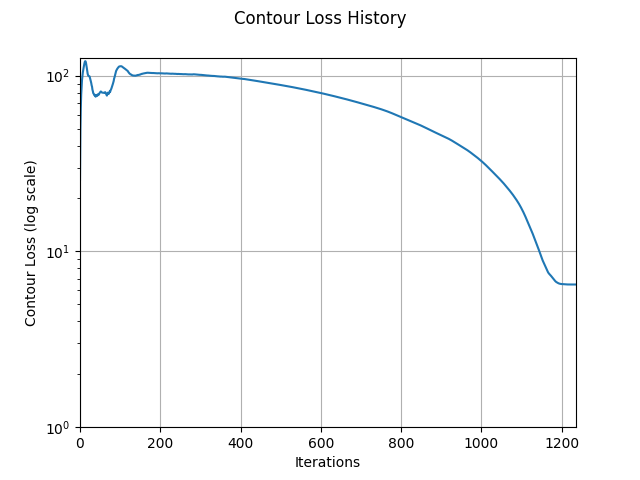 Contour Loss History
Contour Loss (log scale)
10²
10¹
10⁰
0 200 400 600 800 1000 1200
Iterations